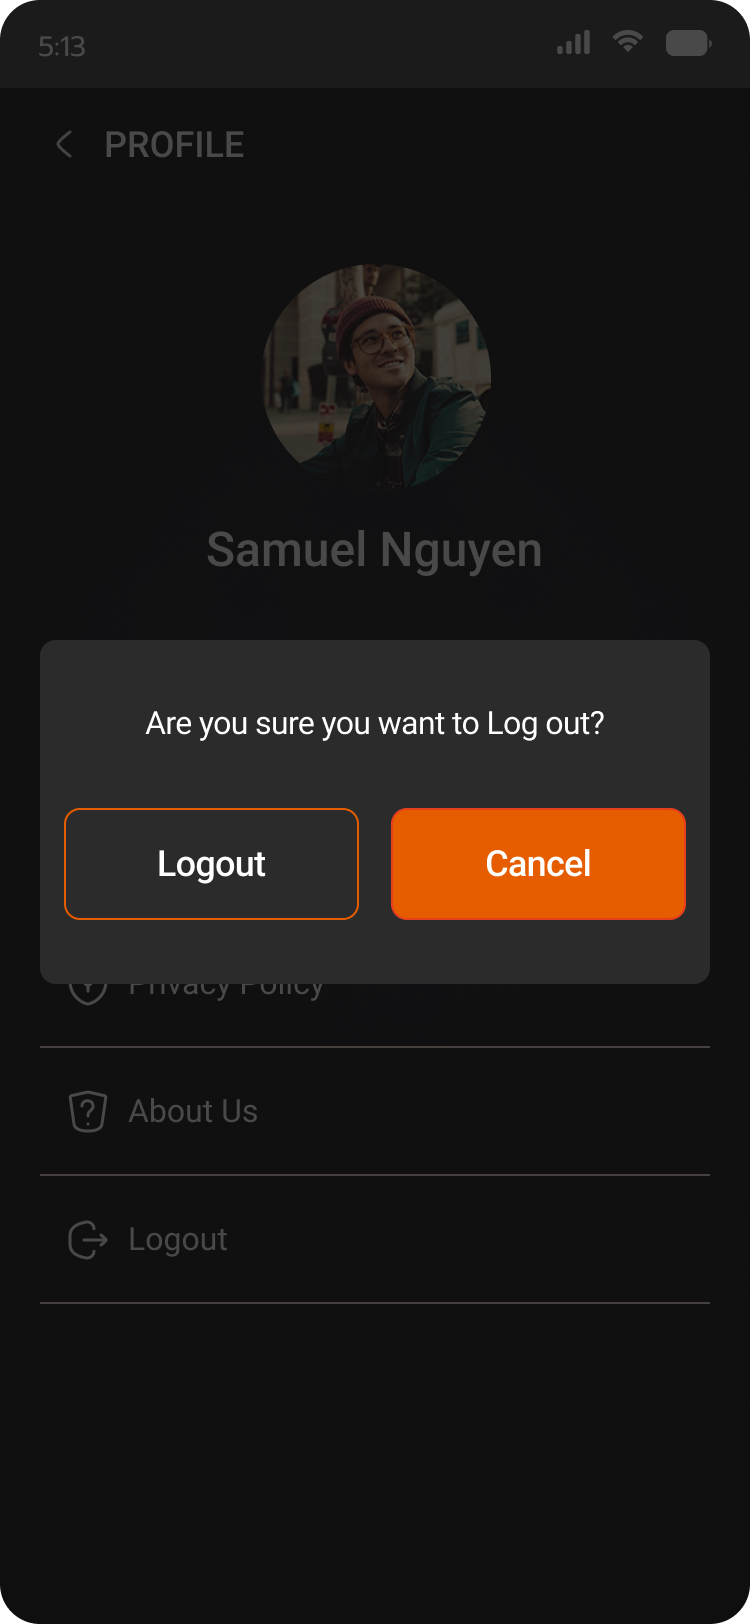 5:13
PROFILE
Samuel Nguyen
Are you sure you want to Log out?
Logout
Cancel
Privacy Policy
About Us
Logout